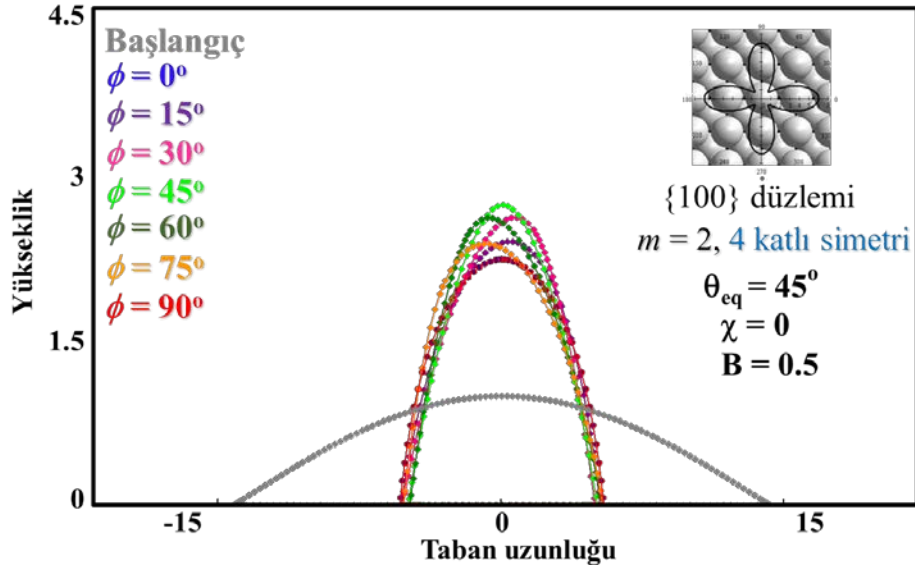 4.5
3
1.5
0
Yükseklik
Başlangıç
ϕ = 0º
ϕ = 15º
ϕ = 30º
ϕ = 45º
ϕ = 60º
ϕ = 75º
ϕ = 90º
{100} düzlemi
m = 2, 4 katlı simetri
θeq = 45º
χ = 0
B = 0.5
-15 0 15
Taban uzunluğu